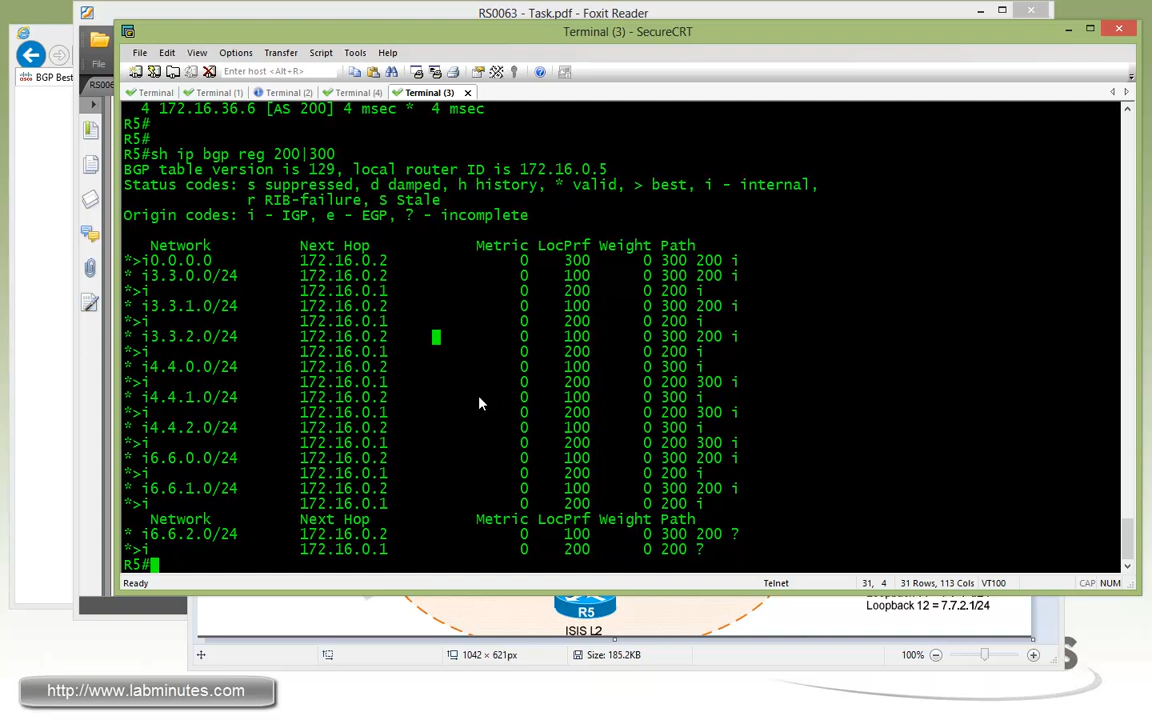 RS0063 - Task.pdf - Foxit Reader
Terminal (3) - SecureCRT
File Edit View Options Transfer Script Tools Help
Enter host <Alt+R>
File
BGP Best
RS006
Terminal Terminal (1) Terminal (2) Terminal (4) Terminal (3)
4 172.16.36.6 [AS 200] 4 msec * 4 msec
R5#
R5#
R5#sh ip bgp reg 200|300
BGP table version is 129, local router ID is 172.16.0.5
Status codes: s suppressed, d damped, h history, * valid, > best, i - internal,
r RIB-failure, S Stale
Origin codes: i - IGP, e - EGP, ? - incomplete
Network Next Hop Metric LocPrf Weight Path
*>i0.0.0.0 172.16.0.2 0 300 0 300 200 i
* i3.3.0.0/24 172.16.0.2 0 100 0 300 200 i
*>i 172.16.0.1 0 200 0 200 i
* i3.3.1.0/24 172.16.0.2 0 100 0 300 200 i
*>i 172.16.0.1 0 200 0 200 i
* i3.3.2.0/24 172.16.0.2 0 100 0 300 200 i
*>i 172.16.0.1 0 200 0 200 i
* i4.4.0.0/24 172.16.0.2 0 100 0 300 i
*>i 172.16.0.1 0 200 0 200 300 i
* i4.4.1.0/24 172.16.0.2 0 100 0 300 i
*>i 172.16.0.1 0 200 0 200 300 i
* i4.4.2.0/24 172.16.0.2 0 100 0 300 i
*>i 172.16.0.1 0 200 0 200 300 i
* i6.6.0.0/24 172.16.0.2 0 100 0 300 200 i
*>i 172.16.0.1 0 200 0 200 i
* i6.6.1.0/24 172.16.0.2 0 100 0 300 200 i
*>i 172.16.0.1 0 200 0 200 i
Network Next Hop Metric LocPrf Weight Path
* i6.6.2.0/24 172.16.0.2 0 100 0 300 200 ?
*>i 172.16.0.1 0 200 0 200 ?
R5#
Ready Telnet 31, 4 31 Rows, 113 Cols VT100 CAP NUM
R5
ISIS L2
Loopback 12 = 7.7.2.1/24
1042 × 621px Size: 185.2KB 100%
http://www.labminutes.com